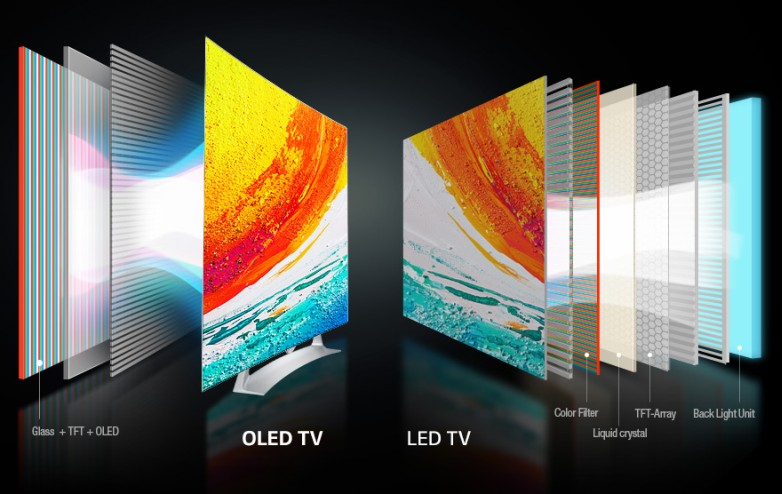 Glass + TFT + OLED
OLED TV
LED TV
Color Filter
Liquid crystal
TFT-Array
Back Light Unit